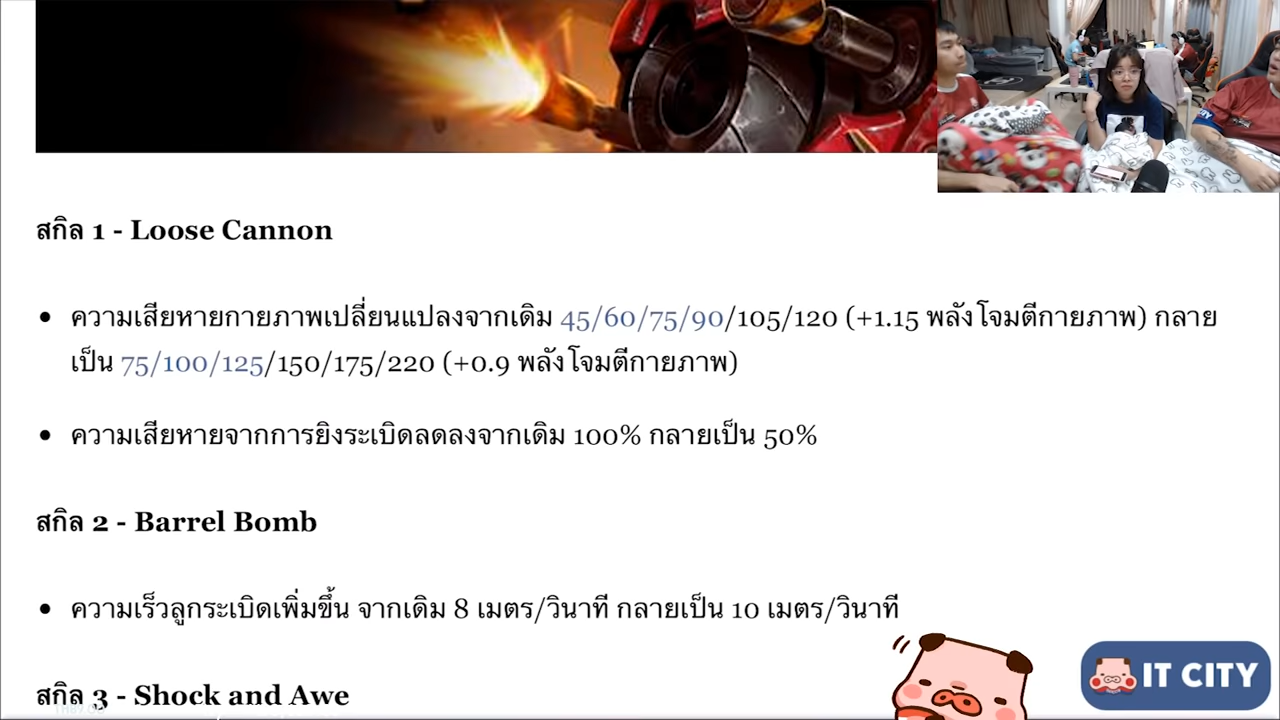 สกิล 1 - Loose Cannon
• ความเสียหายกายภาพเปลี่ยนแปลงจากเดิม 45/60/75/90/105/120 (+1.15 พลังโจมตีกายภาพ) กลาย
เป็น 75/100/125/150/175/220 (+0.9 พลังโจมตีกายภาพ)
• ความเสียหายจากการยิงระเบิดลดลงจากเดิม 100% กลายเป็น 50%
สกิล 2 - Barrel Bomb
• ความเร็วลูกระเบิดเพิ่มขึ้น จากเดิม 8 เมตร/วินาที กลายเป็น 10 เมตร/วินาที
IT CITY
สกิล 3 - Shock and Awe